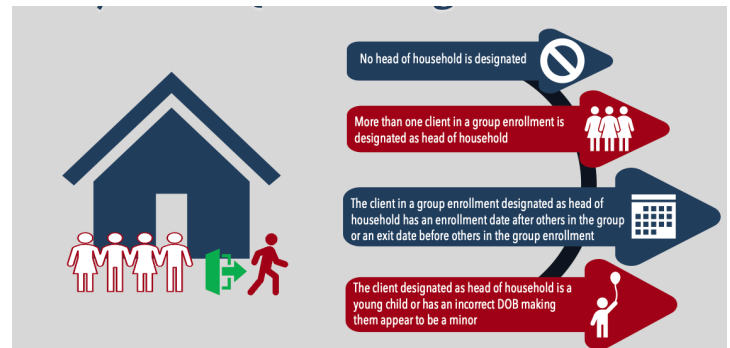 No head of household is designated
More than one client in a group enrollment is
designated as head of household
The client in a group enrollment designated as head of
household has an enrollment date after others in the group
or an exit date before others in the group enrollment
The client designated as head of household is a
young child or has an incorrect DOB making
them appear to be a minor